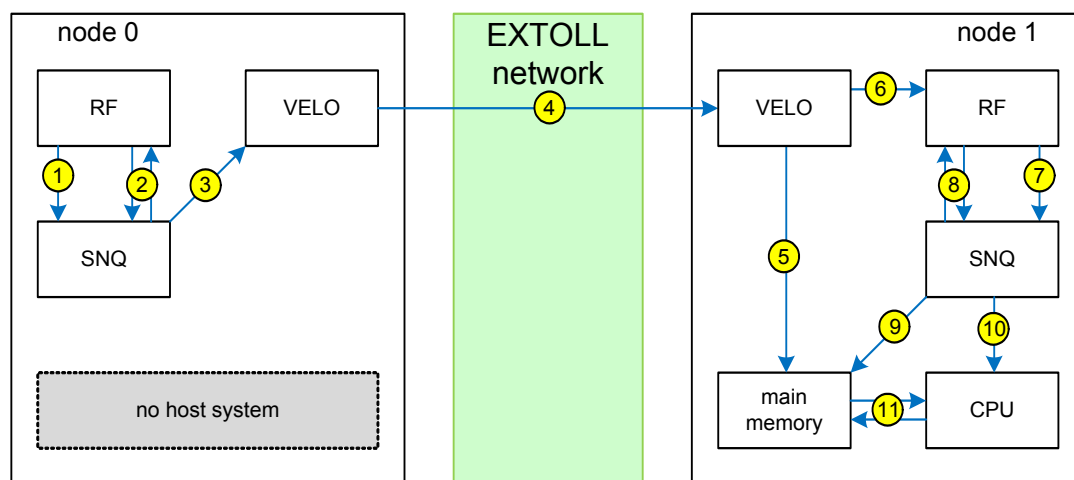 node 0
EXTOLL
network
node 1
RF
VELO
4
VELO
6
RF
1
2
3
8
7
SNQ
5
SNQ
9
10
no host system
main
memory
11
CPU